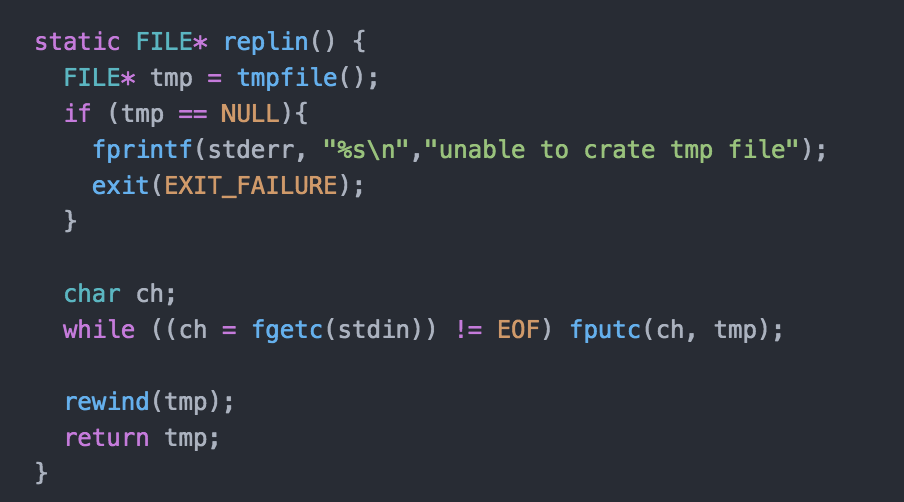 static FILE* replin() {
  FILE* tmp = tmpfile();
  if (tmp == NULL){
    fprintf(stderr, "%s\n","unable to crate tmp file");
    exit(EXIT_FAILURE);
  }

  char ch;
  while ((ch = fgetc(stdin)) != EOF) fputc(ch, tmp);

  rewind(tmp);
  return tmp;
}